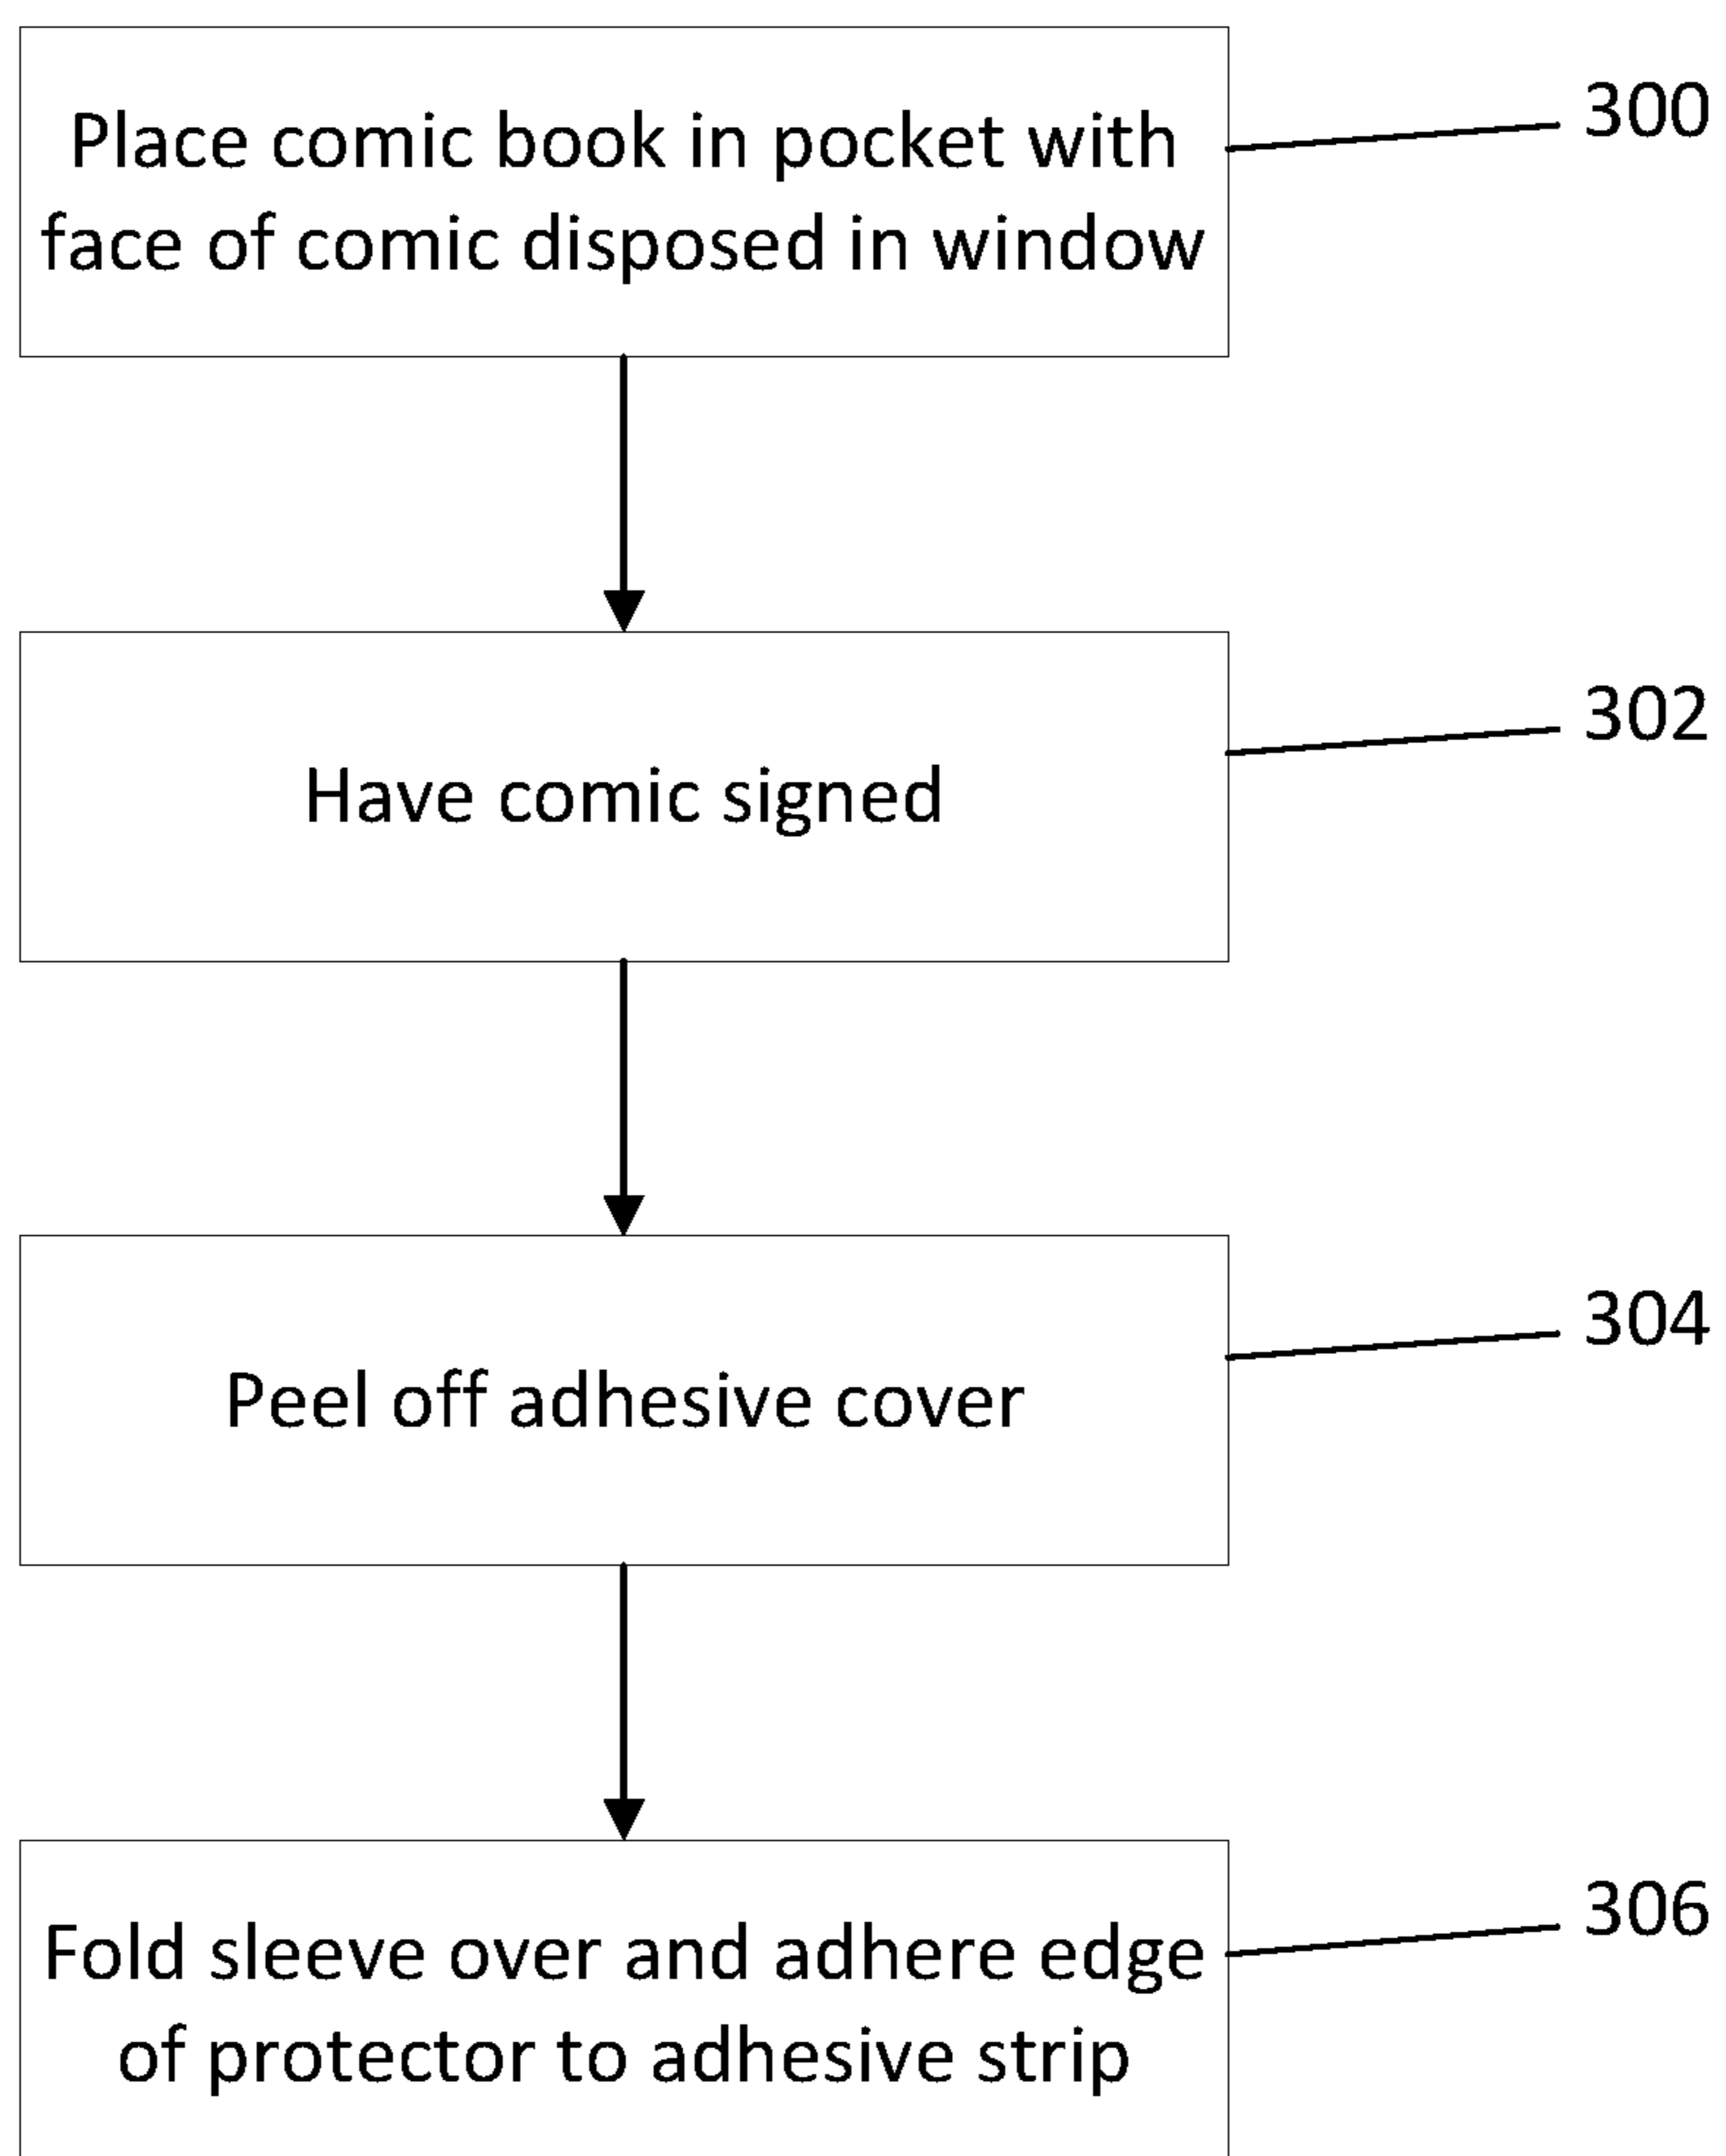 Place comic book in pocket with
face of comic disposed in window
300
Have comic signed
302
Peel off adhesive cover
304
Fold sleeve over and adhere edge
of protector to adhesive strip
306